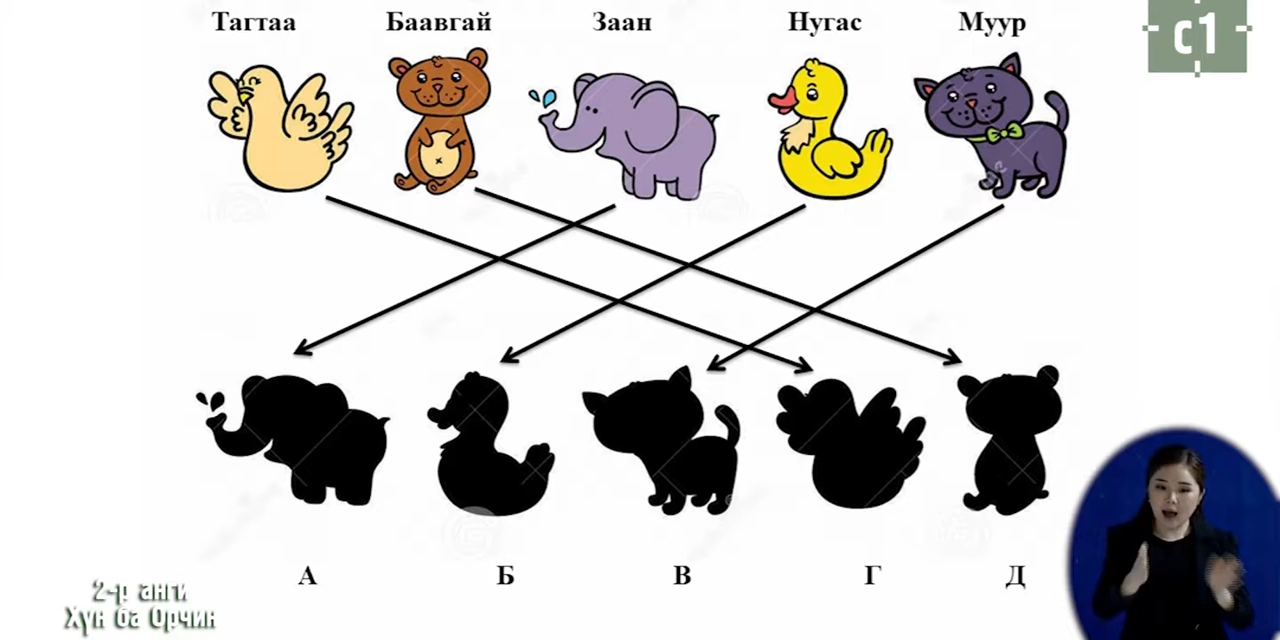 Тагтаа Баавгай Заан Нугас Муур
с1
А Б В Г Д
2-р анги
Хүн ба Орчин